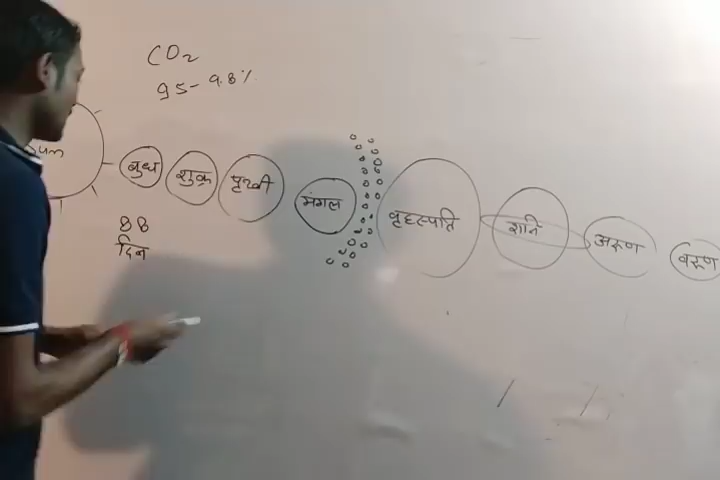 CO2
95-98%
Sun
बुध
शुक्र
पृथ्वी
मंगल
वृहस्पति
शनि
अरुण
वरूण
88
दिन